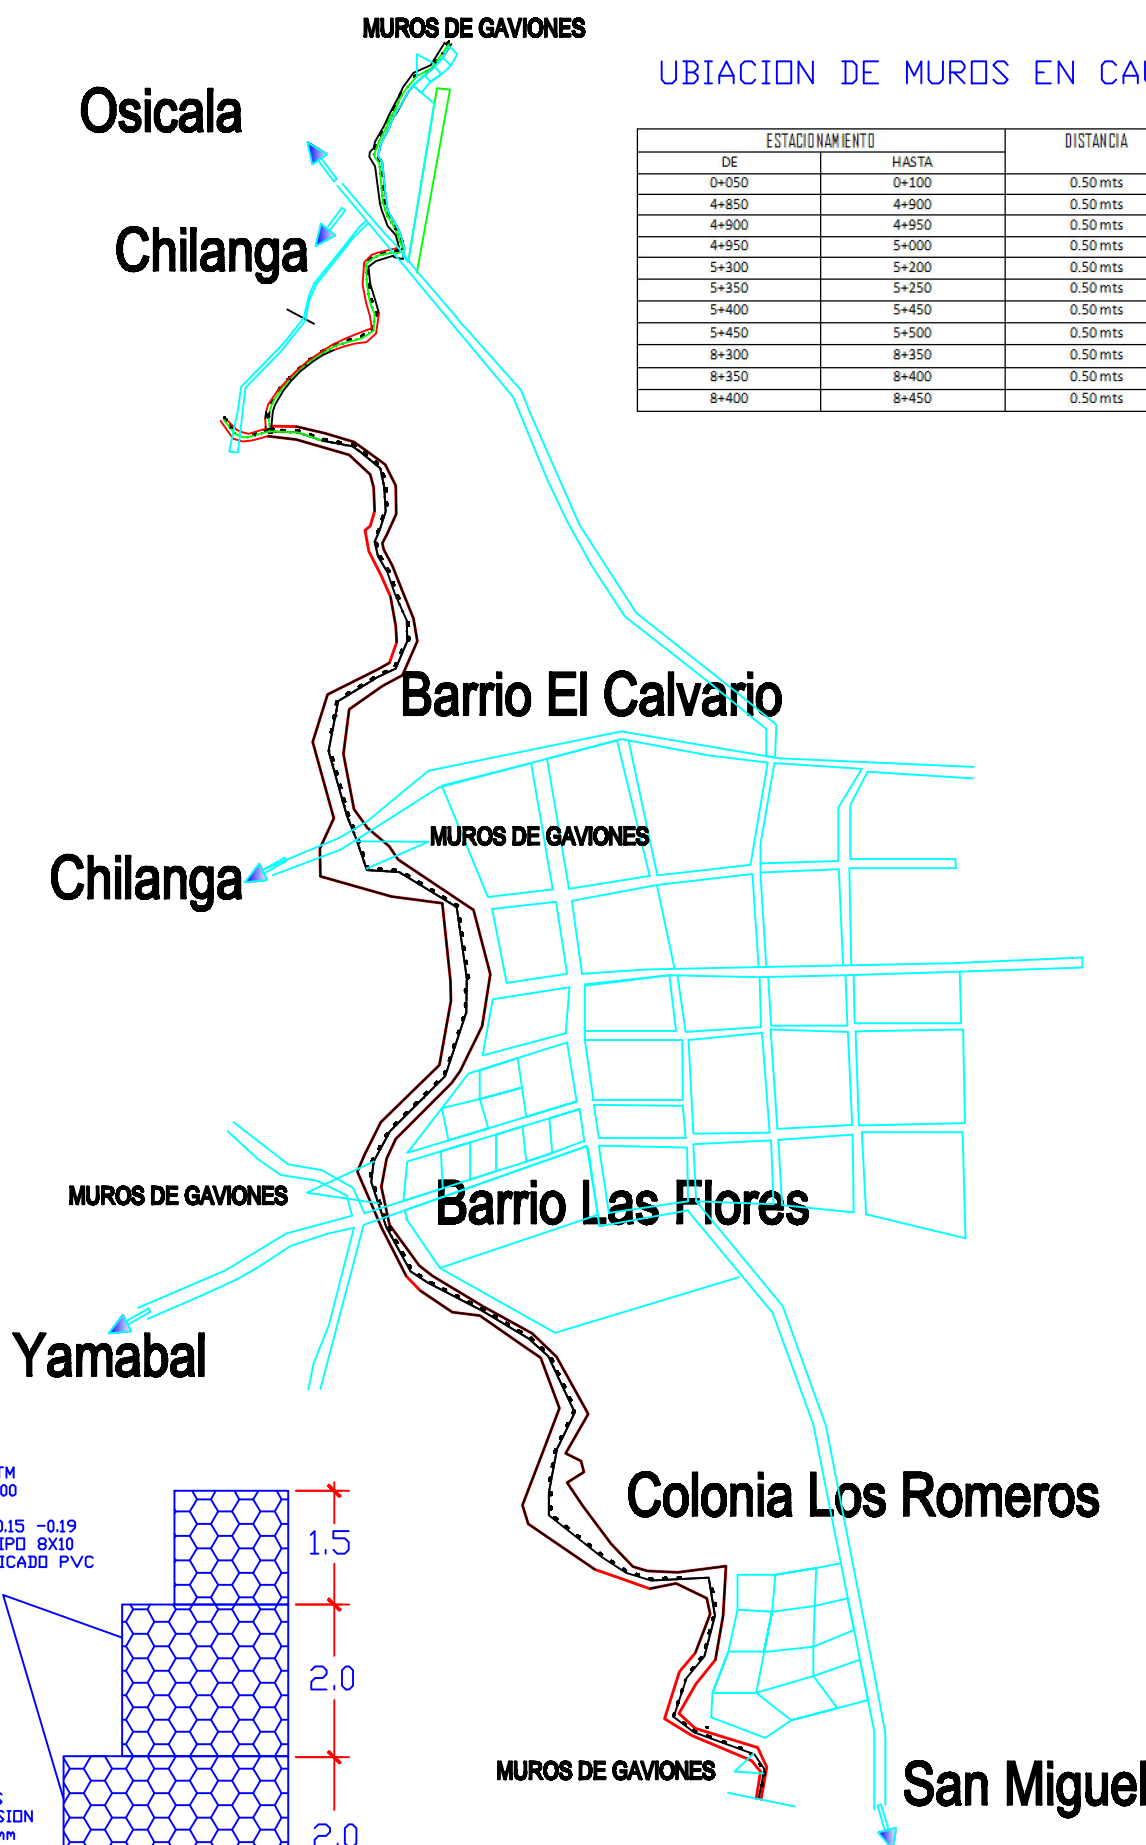 MUROS DE GAVIONES
UBIACION DE MUROS EN CAU
Osicala
ESTACIONAMIENTO DISTANCIA
DE HASTA
0+050 0+100 0.50 mts
4+850 4+900 0.50 mts
4+900 4+950 0.50 mts
4+950 5+000 0.50 mts
5+300 5+200 0.50 mts
5+350 5+250 0.50 mts
5+400 5+450 0.50 mts
5+450 5+500 0.50 mts
8+300 8+350 0.50 mts
8+350 8+400 0.50 mts
8+400 8+450 0.50 mts
Chilanga
Barrio El Calvario
MUROS DE GAVIONES
Chilanga
MUROS DE GAVIONES
Barrio Las Flores
Yamabal
TM
00
0.15 -0.19
IPO 8X10
ICADO PVC
1.5
Colonia Los Romeros
2.0
MUROS DE GAVIONES
San Miguel
S
SION
mm
2.0